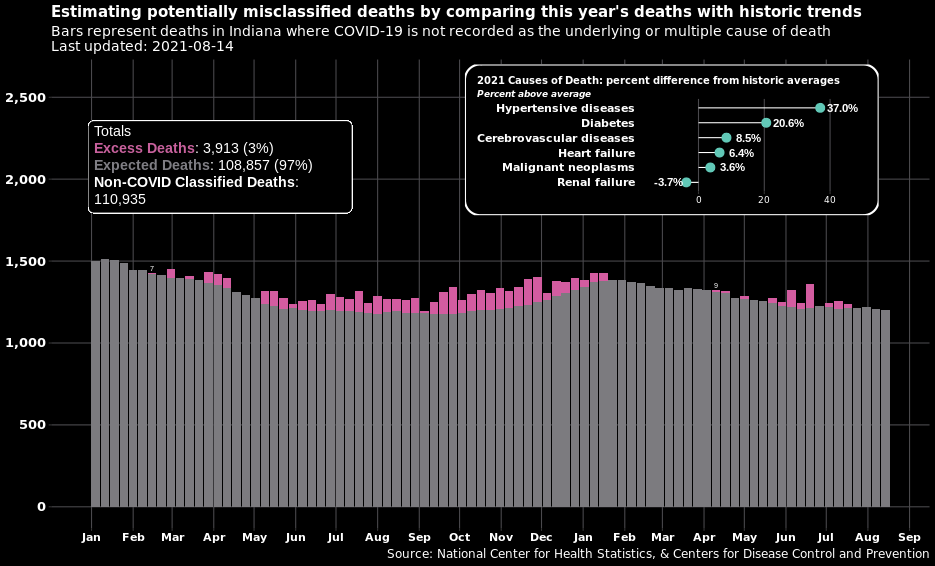 Estimating potentially misclassified deaths by comparing this year's deaths with historic trends
Bars represent deaths in Indiana where COVID-19 is not recorded as the underlying or multiple cause of death
Last updated: 2021-08-14
2021 Causes of Death: percent difference from historic averages
Percent above average
Hypertensive diseases 37.0%
Diabetes 20.6%
Cerebrovascular diseases 8.5%
Heart failure 6.4%
Malignant neoplasms 3.6%
Renal failure -3.7%
0 20 40
Totals
Excess Deaths: 3,913 (3%)
Expected Deaths: 108,857 (97%)
Non-COVID Classified Deaths:
110,935
2,500
2,000
1,500
1,000
500
0
7
9
Jan Feb Mar Apr May Jun Jul Aug Sep Oct Nov Dec Jan Feb Mar Apr May Jun Jul Aug Sep
Source: National Center for Health Statistics, & Centers for Disease Control and Prevention